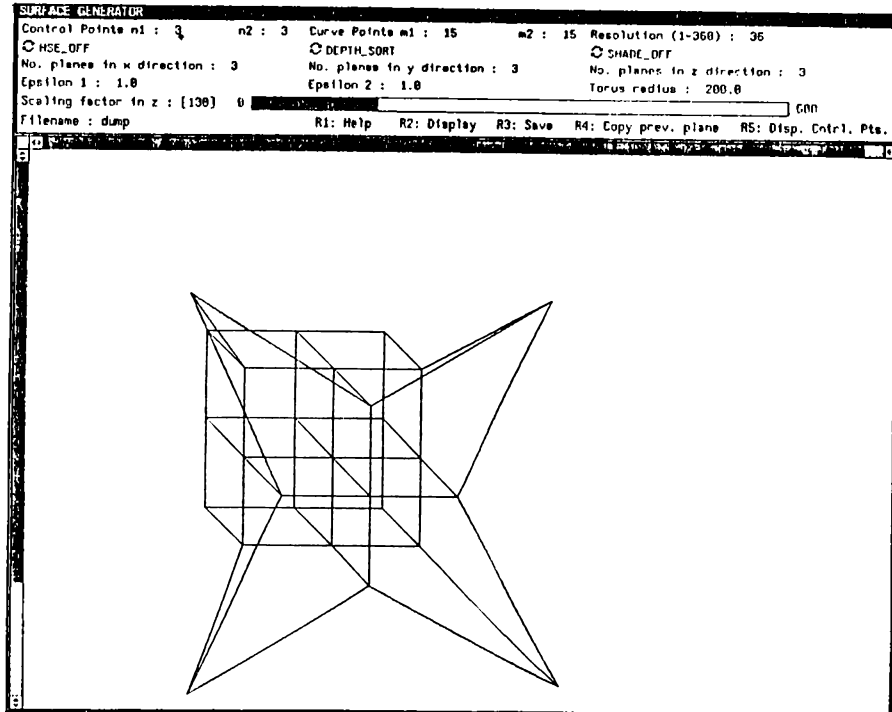 SURFACE GENERATOR
Control Points n1 : 3 n2 : 3 Curve Points m1 : 15 m2 : 15 Resolution (1-360) : 36
HSE_OFF DEPTH_SORT SHADE_OFF
No. planes in x direction : 3 No. planes in y direction : 3 No. planes in z direction : 3
Epsilon 1 : 1.0 Epsilon 2 : 1.0 Torus radius : 200.0
Scaling factor in z : [130] 0 600
Filename : dump R1: Help R2: Display R3: Save R4: Copy prev. plane R5: Disp. Cntrl. Pts.